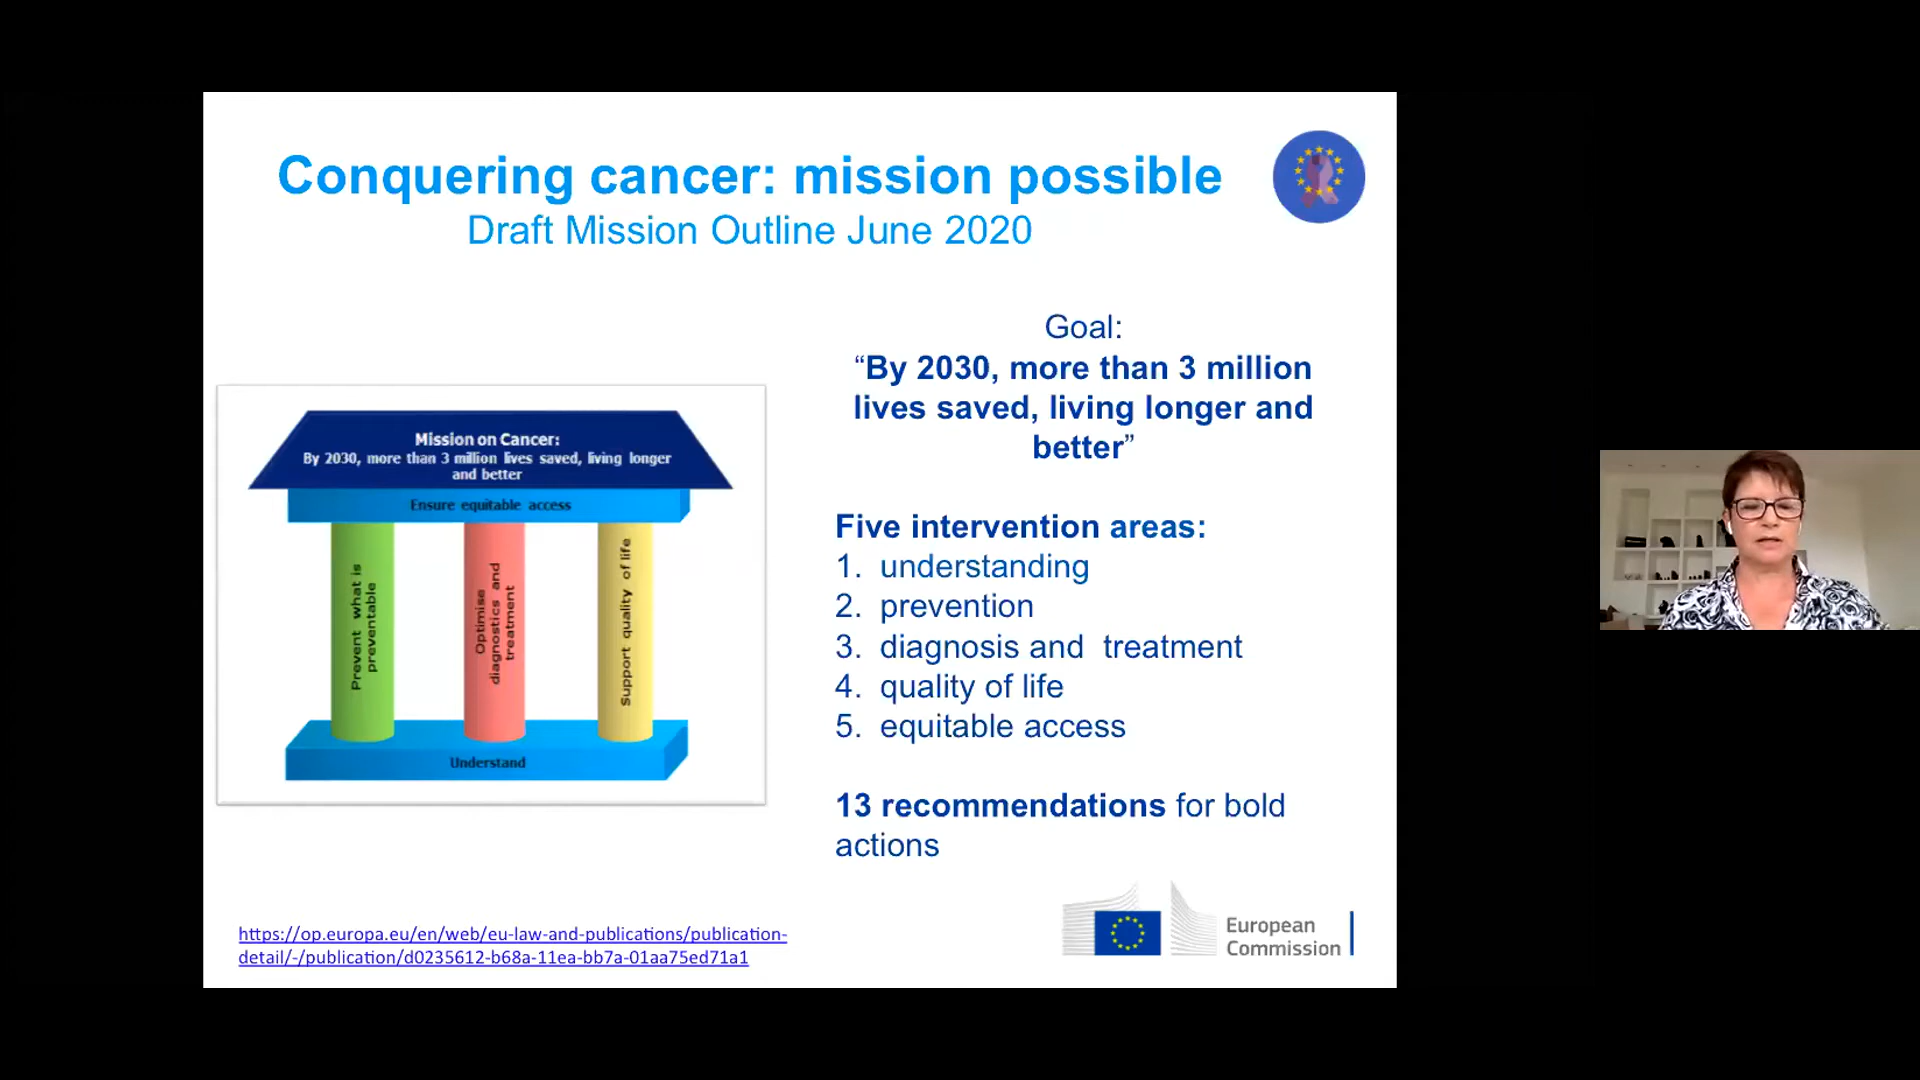 Conquering cancer: mission possible
Draft Mission Outline June 2020
Mission on Cancer:
By 2030, more than 3 million lives saved, living longer
and better
Ensure equitable access
Prevent what is
preventable
Optimise
diagnostics and
treatment
Support quality of life
Understand
Goal:
“By 2030, more than 3 million
lives saved, living longer and
better”
Five intervention areas:
1. understanding
2. prevention
3. diagnosis and treatment
4. quality of life
5. equitable access
13 recommendations for bold
actions
https://op.europa.eu/en/web/eu-law-and-publications/publication-
detail/-/publication/d0235612-b68a-11ea-bb7a-01aa75ed71a1
European
Commission